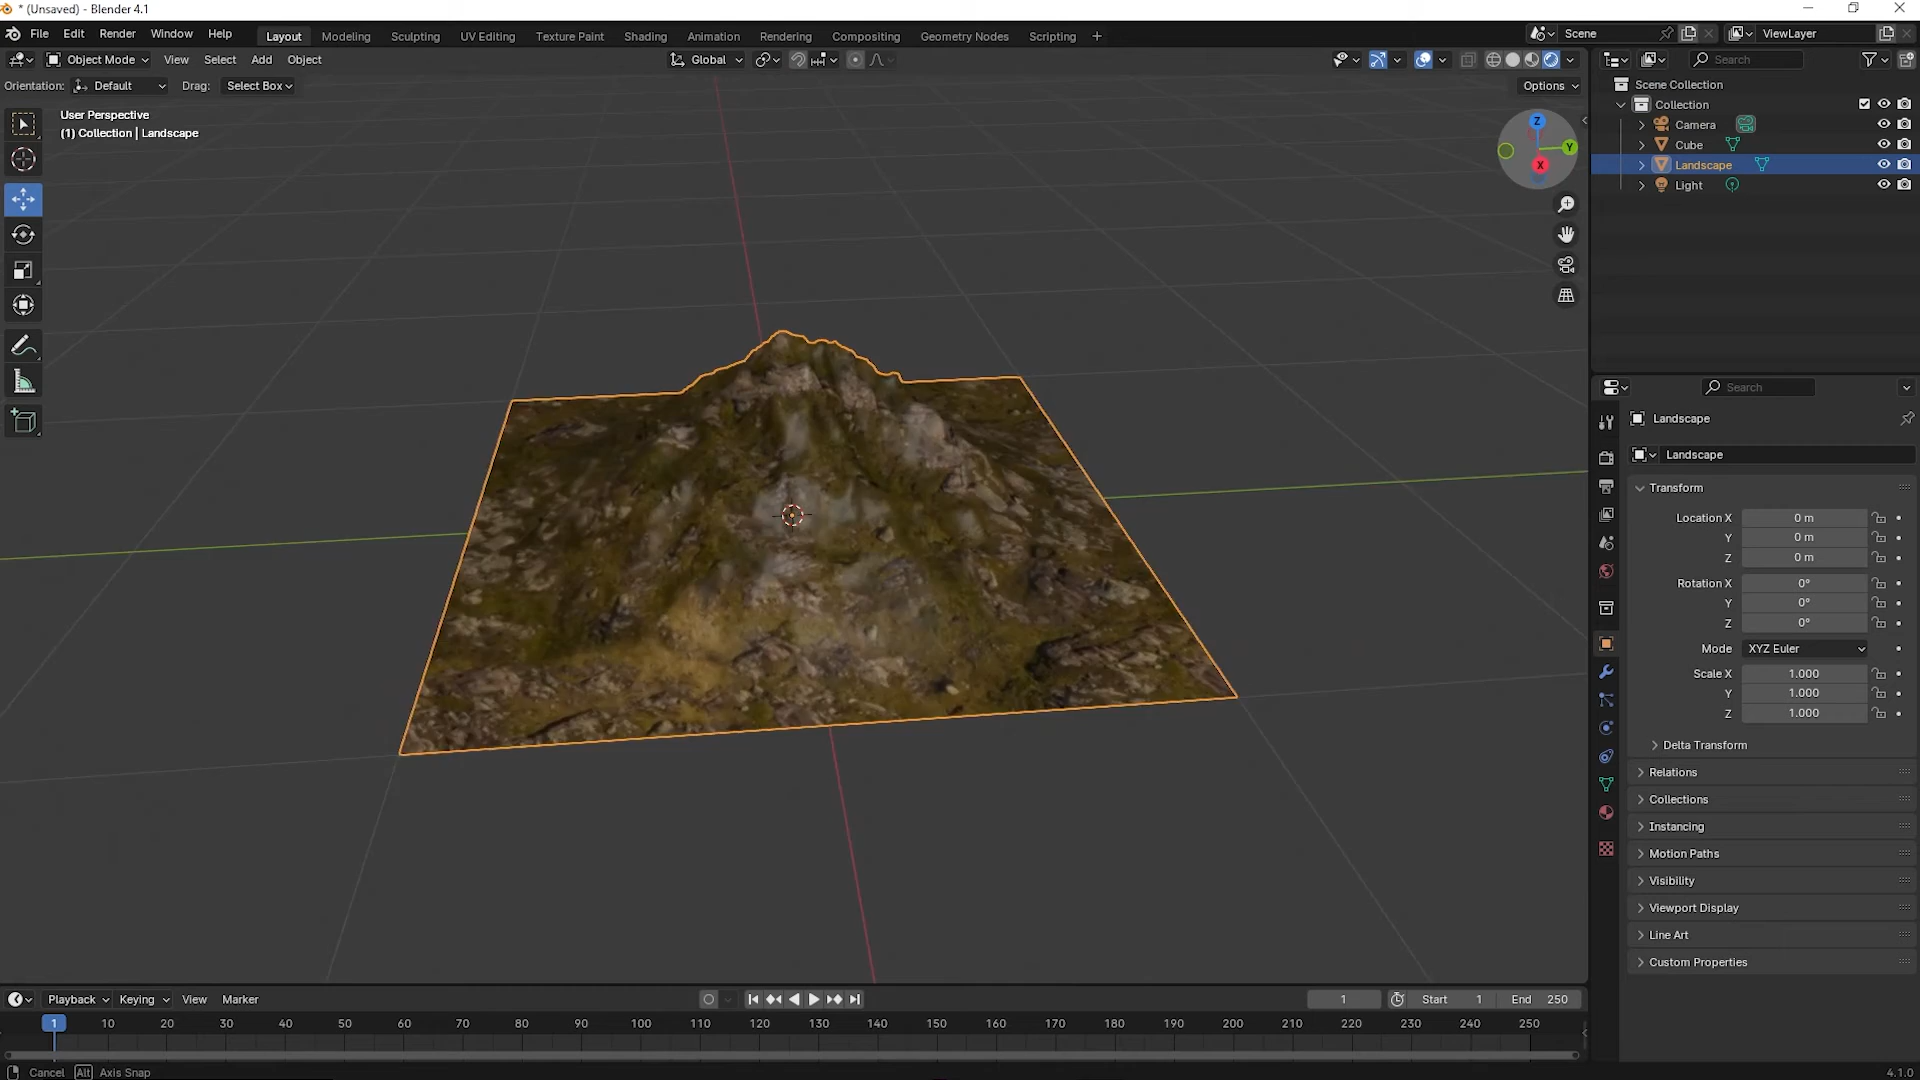 * (Unsaved) - Blender 4.1
File Edit Render Window Help Layout Modeling Sculpting UV Editing Texture Paint Shading Animation Rendering Compositing Geometry Nodes Scripting + Scene ViewLayer
Object Mode View Select Add Object Global Search
Orientation: Default Drag: Select Box Options
User Perspective
(1) Collection | Landscape
Z
Y
X
Scene Collection
Collection
Camera
Cube
Landscape
Light
Search
Landscape
Landscape
Transform
Location X 0 m
Y 0 m
Z 0 m
Rotation X 0°
Y 0°
Z 0°
Mode XYZ Euler
Scale X 1.000
Y 1.000
Z 1.000
Delta Transform
Relations
Collections
Instancing
Motion Paths
Visibility
Viewport Display
Line Art
Custom Properties
Playback Keying View Marker 1 Start 1 End 250
1 10 20 30 40 50 60 70 80 90 100 110 120 130 140 150 160 170 180 190 200 210 220 230 240 250
Cancel Alt Axis Snap 4.1.0